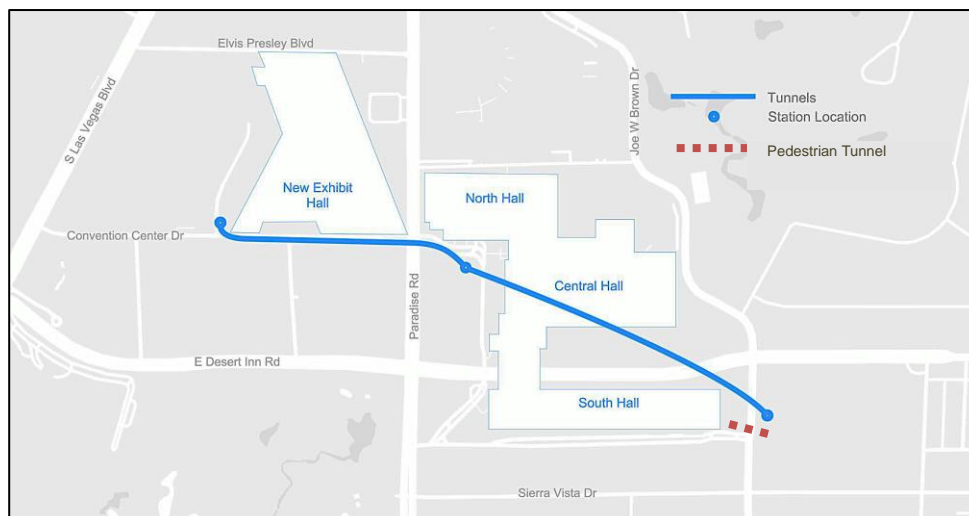 Elvis Presley Blvd
S Las Vegas Blvd
Joe W Brown Dr
Tunnels
Station Location
Pedestrian Tunnel
New Exhibit
Hall
North Hall
Convention Center Dr
Paradise Rd
Central Hall
E Desert Inn Rd
South Hall
Sierra Vista Dr